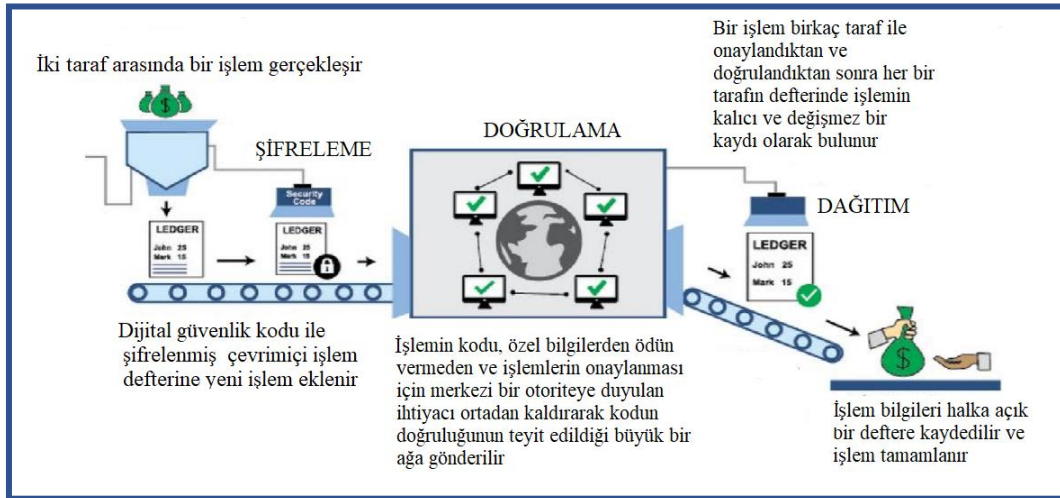 İki taraf arasında bir işlem gerçekleşir
ŞİFRELEME
Security
Code
LEDGER
John 25
Mark 15
LEDGER
John 25
Mark 15
Dijital güvenlik kodu ile
şifrelenmiş çevrimiçi işlem
defterine yeni işlem eklenir
DOĞRULAMA
İşlemin kodu, özel bilgilerden ödün
vermeden ve işlemlerin onaylanması
için merkezi bir otoriteye duyulan
ihtiyacı ortadan kaldırarak kodun
doğruluğunun teyit edildiği büyük bir
ağa gönderilir
Bir işlem birkaç taraf ile
onaylandıktan ve
doğrulandıktan sonra her bir
tarafın defterinde işlemin
kalıcı ve değişmez bir
kaydı olarak bulunur
DAĞITIM
LEDGER
John 25
Mark 15
İşlem bilgileri halka açık
bir deftere kaydedilir ve
işlem tamamlanır